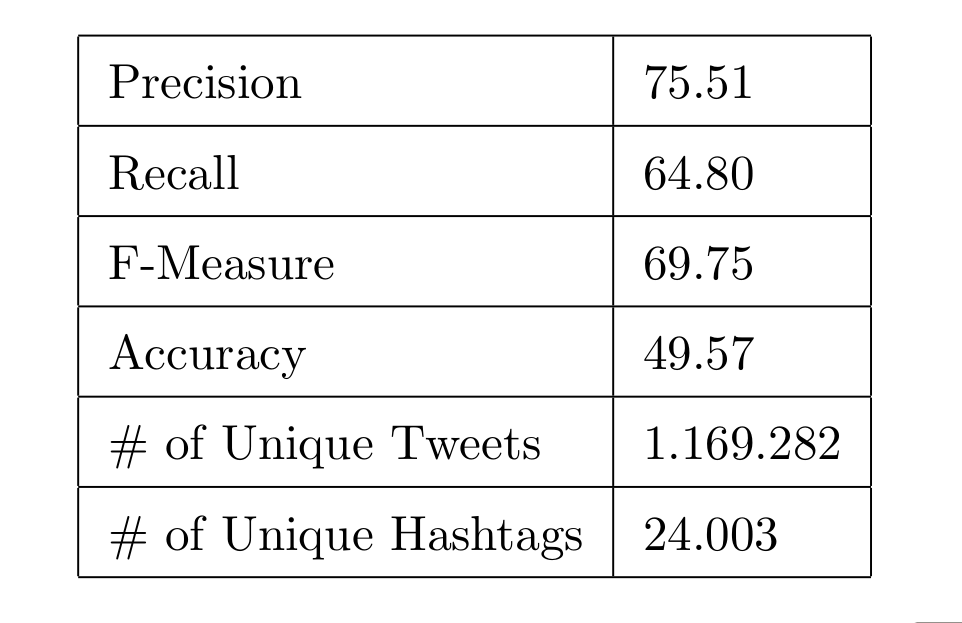 Precision 75.51
Recall 64.80
F-Measure 69.75
Accuracy 49.57
# of Unique Tweets 1.169.282
# of Unique Hashtags 24.003